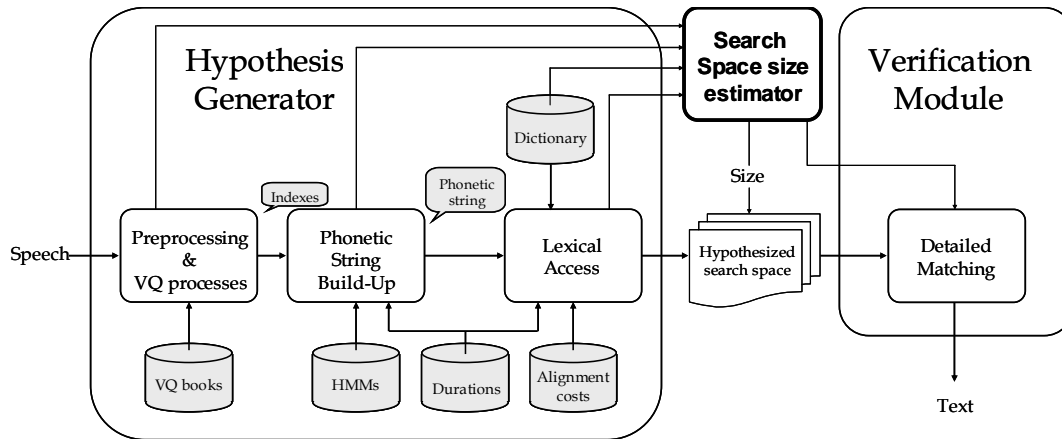 Hypothesis
Generator
Search
Space size
estimator
Verification
Module
Dictionary
Size
Indexes
Phonetic
string
Speech
Preprocessing
&
VQ processes
Phonetic
String
Build-Up
Lexical
Access
Hypothesized
search space
Detailed
Matching
VQ books
HMMs
Durations
Alignment
costs
Text